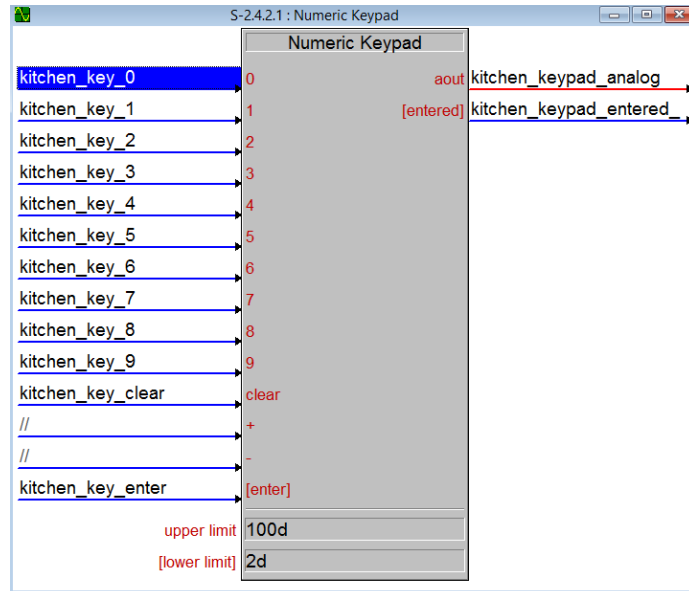 S-2.4.2.1 : Numeric Keypad
Numeric Keypad
kitchen_key_0 0 aout kitchen_keypad_analog
kitchen_key_1 1 [entered] kitchen_keypad_entered_
kitchen_key_2 2
kitchen_key_3 3
kitchen_key_4 4
kitchen_key_5 5
kitchen_key_6 6
kitchen_key_7 7
kitchen_key_8 8
kitchen_key_9 9
kitchen_key_clear clear
// +
// -
kitchen_key_enter [enter]
upper limit 100d
[lower limit] 2d